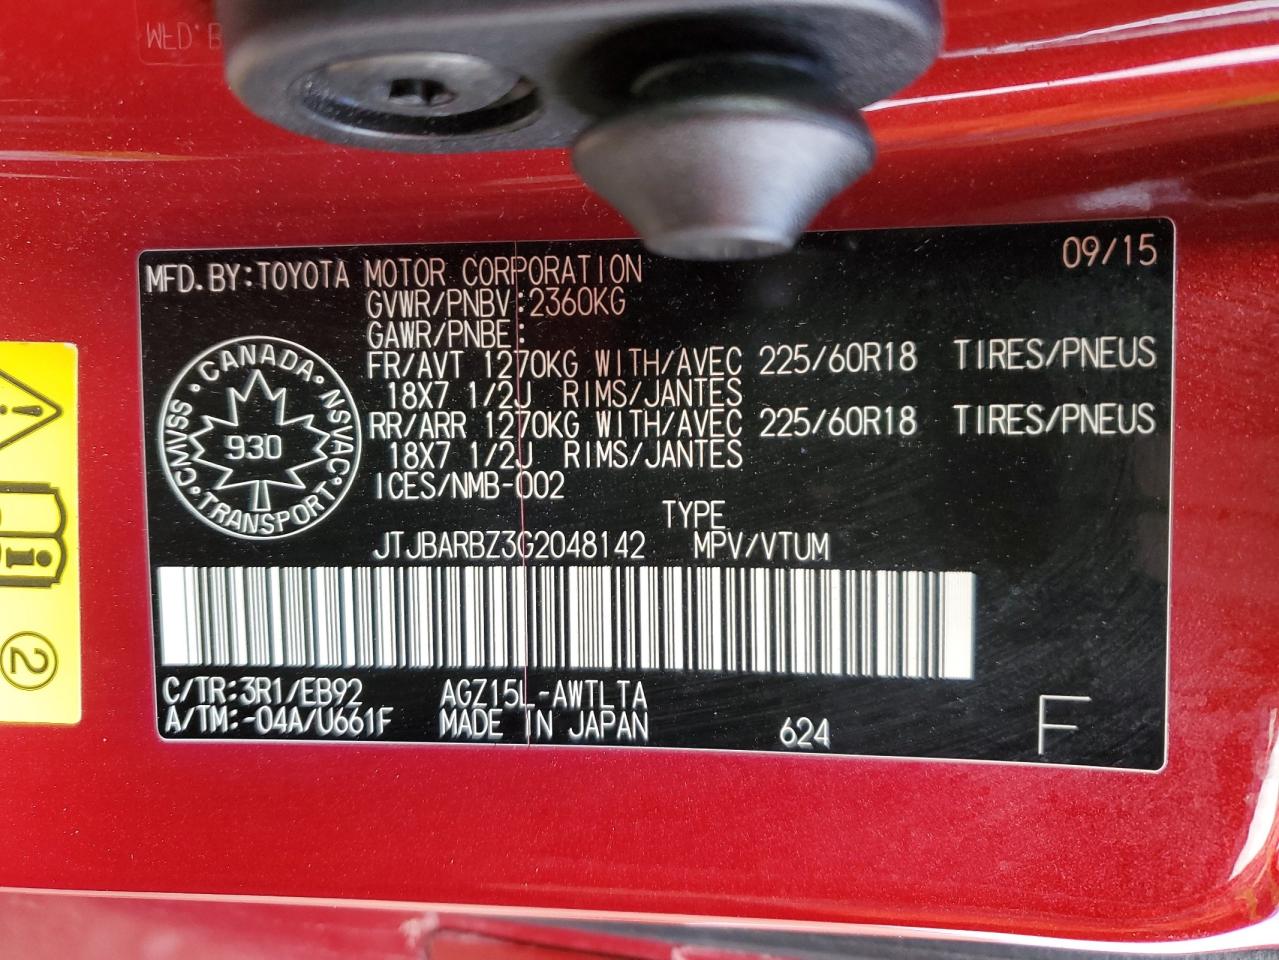 MFD.BY:TOYOTA MOTOR CORPORATION 09/15
GVWR/PNBV:2360KG
GAWR/PNBE:
FR/AVT 1270KG WITH/AVEC 225/60R18 TIRES/PNEUS
18X7 1/2J RIMS/JANTES
RR/ARR 1270KG WITH/AVEC 225/60R18 TIRES/PNEUS
18X7 1/2J RIMS/JANTES
ICES/NMB-002
CANADA · NSVAC · TRANSPORT · CMVSS ·
930
TYPE
JTJBARBZ3G2048142 MPV/VTUM
C/TR:3R1/EB92 AGZ15L-AWTLTA
A/TM:-04A/U661F MADE IN JAPAN 624 F
2